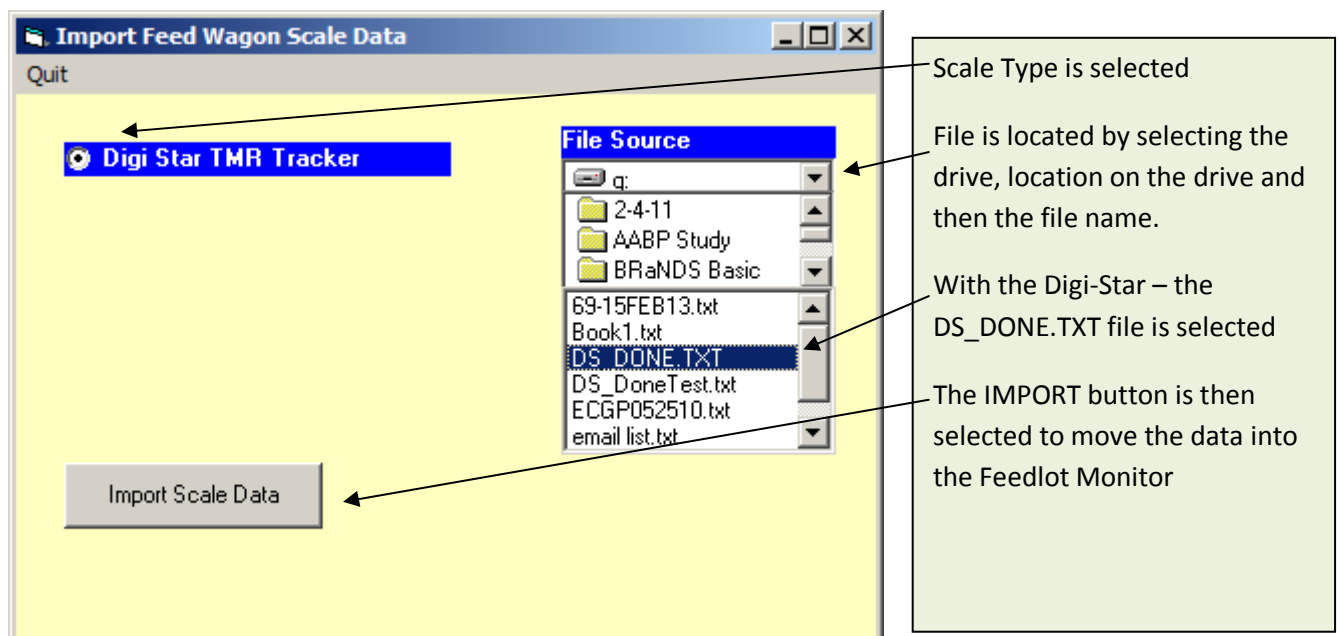 Import Feed Wagon Scale Data
Quit
Digi Star TMR Tracker
File Source
q:
2-4-11
AABP Study
BRaNDS Basic
69-15FEB13.txt
Book1.txt
DS_DONE.TXT
DS_DoneTest.txt
ECGP052510.txt
email list.txt
Import Scale Data
Scale Type is selected
File is located by selecting the
drive, location on the drive and
then the file name.
With the Digi-Star – the
DS_DONE.TXT file is selected
The IMPORT button is then
selected to move the data into
the Feedlot Monitor